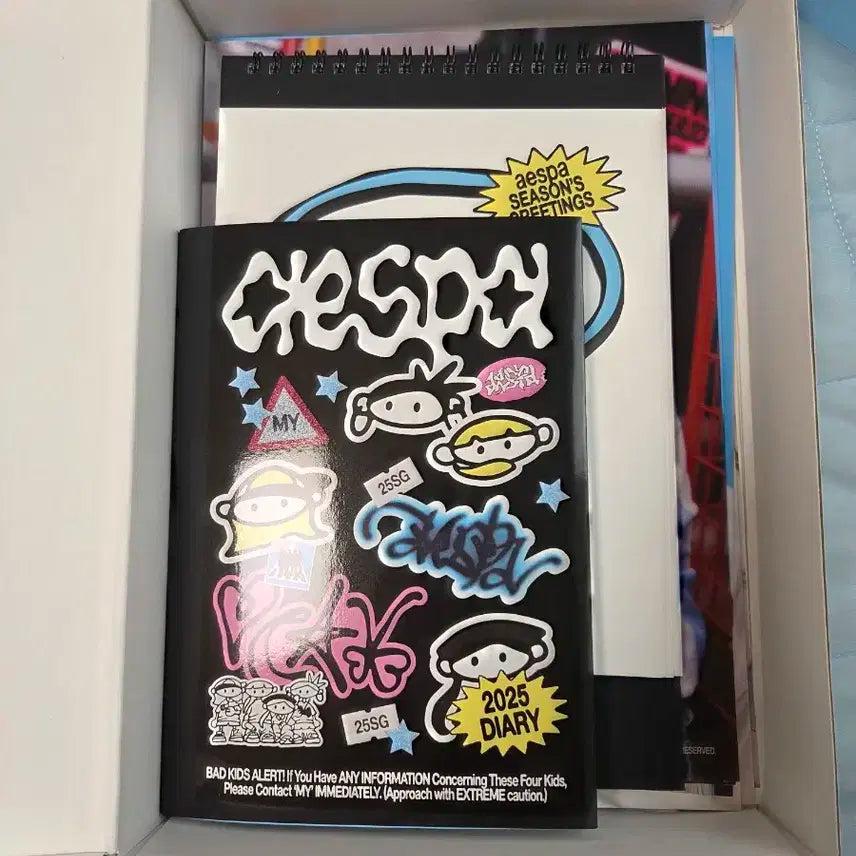 aespa
SEASON'S
GREETINGS
aespa
MY
25SG
aespa
25SG
2025
DIARY
BAD KIDS ALERT! If You Have ANY INFORMATION Concerning These Four Kids,
Please Contact 'MY' IMMEDIATELY. (Approach with EXTREME caution.)
RESERVED.